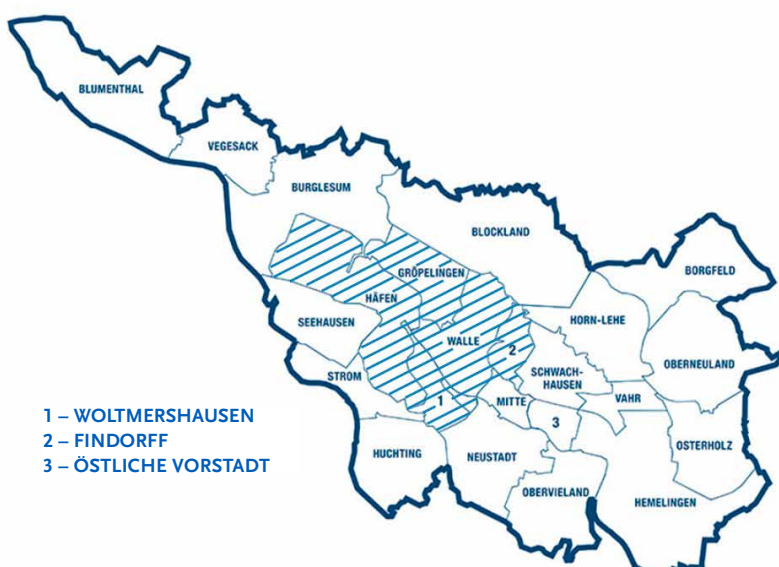 BLUMENTHAL
VEGESACK
BURGLESUM
BLOCKLAND
BORGFELD
GRÖPELINGEN
HÄFEN
SEEHAUSEN
HORN-LEHE
WALLE
2
OBERNEULAND
STROM
SCHWACH-
HAUSEN
1
MITTE
VAHR
3
1 – WOLTMERSHAUSEN
2 – FINDORFF
3 – ÖSTLICHE VORSTADT
HUCHTING
NEUSTADT
OSTERHOLZ
OBERVIELAND
HEMELINGEN